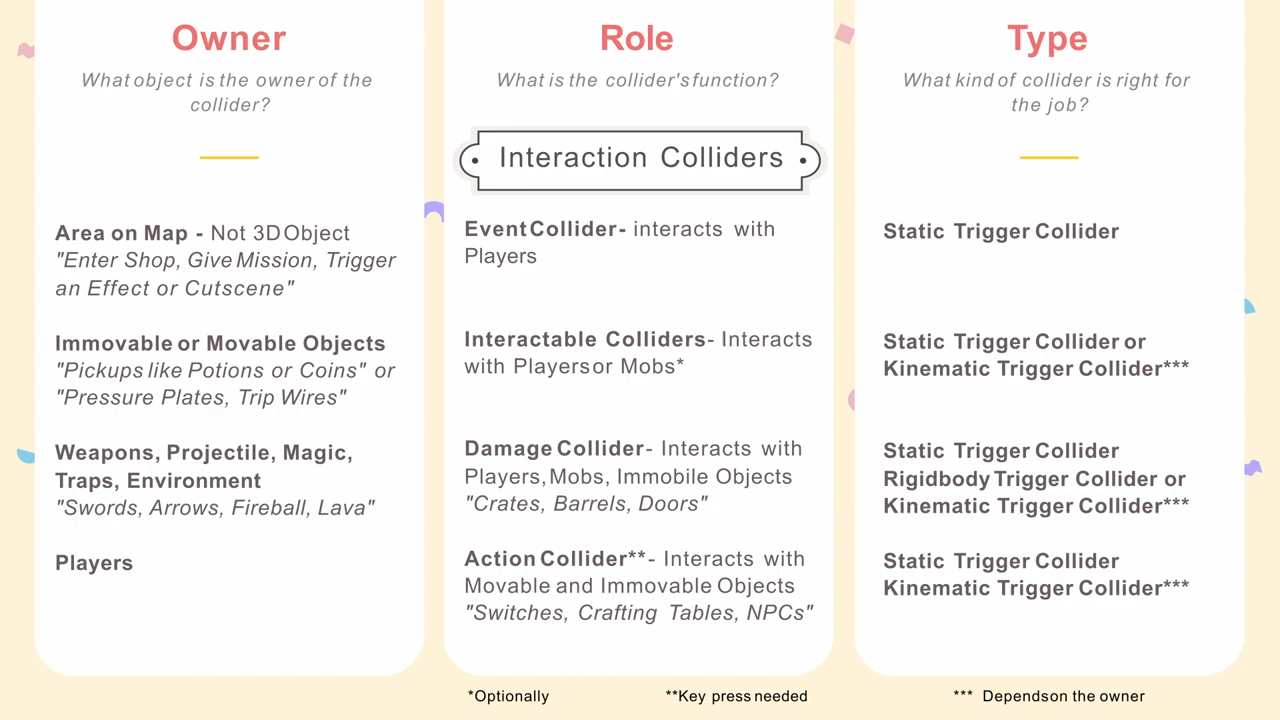 Owner
What object is the owner of the
collider?
Area on Map - Not 3D Object
"Enter Shop, Give Mission, Trigger
an Effect or Cutscene"
Immovable or Movable Objects
"Pickups like Potions or Coins" or
"Pressure Plates, Trip Wires"
Weapons, Projectile, Magic,
Traps, Environment
"Swords, Arrows, Fireball, Lava"
Players
Role
What is the collider's function?
Interaction Colliders
Event Collider- interacts with
Players
Interactable Colliders- Interacts
with Players or Mobs*
Damage Collider- Interacts with
Players, Mobs, Immobile Objects
"Crates, Barrels, Doors"
Action Collider**- Interacts with
Movable and Immovable Objects
"Switches, Crafting Tables, NPCs"
Type
What kind of collider is right for
the job?
Static Trigger Collider
Static Trigger Collider or
Kinematic Trigger Collider***
Static Trigger Collider
Rigidbody Trigger Collider or
Kinematic Trigger Collider***
Static Trigger Collider
Kinematic Trigger Collider***
*Optionally
**Key press needed
*** Depends on the owner